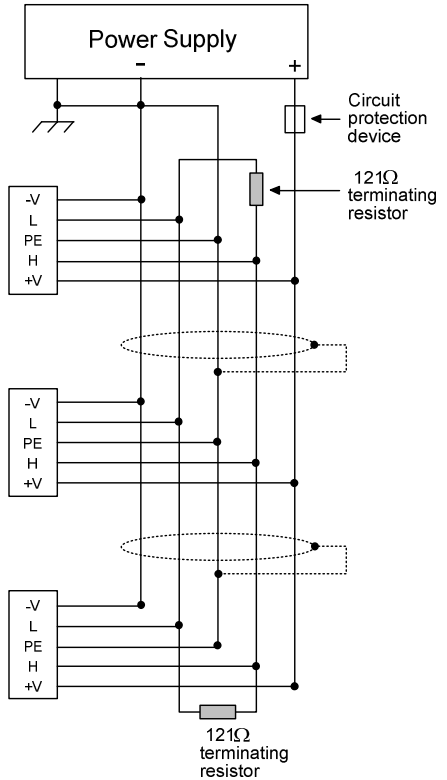 Power Supply
- +
Circuit
protection
device
121Ω
terminating
resistor
-V
L
PE
H
+V
-V
L
PE
H
+V
-V
L
PE
H
+V
121Ω
terminating
resistor